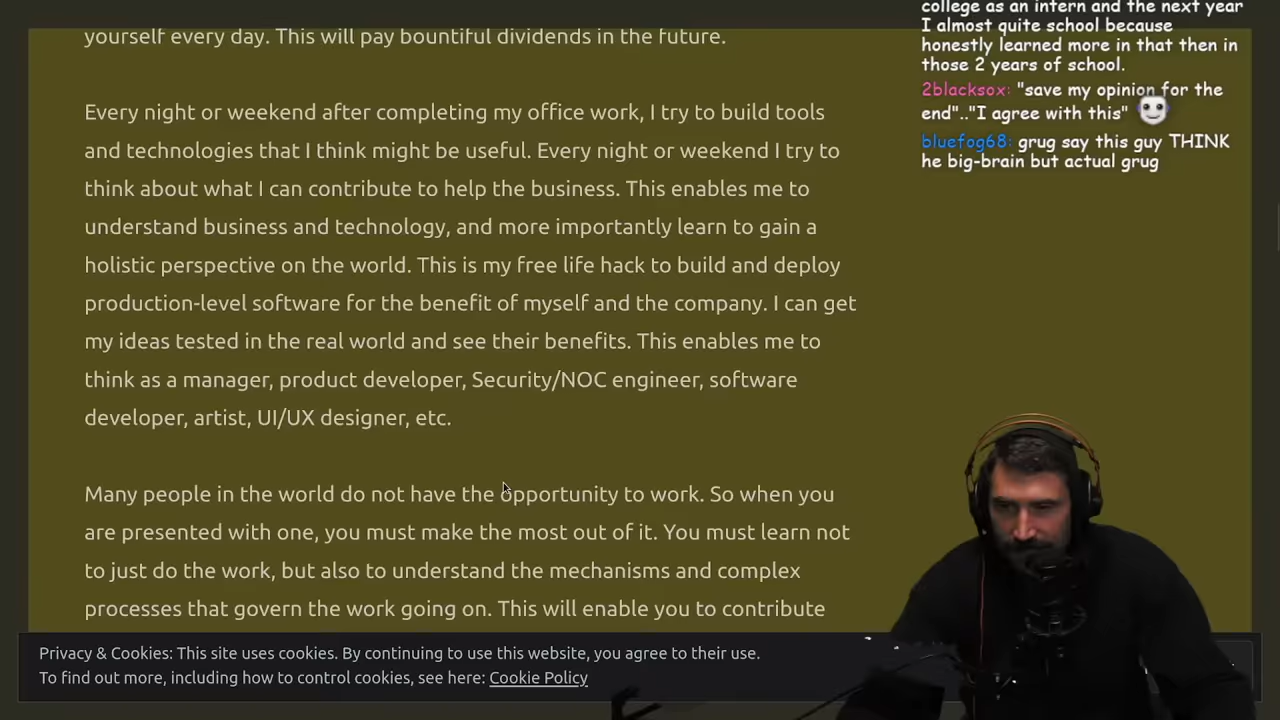 yourself every day. This will pay bountiful dividends in the future.
Every night or weekend after completing my office work, I try to build tools
and technologies that I think might be useful. Every night or weekend I try to
think about what I can contribute to help the business. This enables me to
understand business and technology, and more importantly learn to gain a
holistic perspective on the world. This is my free life hack to build and deploy
production-level software for the benefit of myself and the company. I can get
my ideas tested in the real world and see their benefits. This enables me to
think as a manager, product developer, Security/NOC engineer, software
developer, artist, UI/UX designer, etc.
Many people in the world do not have the opportunity to work. So when you
are presented with one, you must make the most out of it. You must learn not
to just do the work, but also to understand the mechanisms and complex
processes that govern the work going on. This will enable you to contribute
Privacy & Cookies: This site uses cookies. By continuing to use this website, you agree to their use.
To find out more, including how to control cookies, see here: Cookie Policy
college as an intern and the next year
I almost quite school because
honestly learned more in that then in
those 2 years of school.
2blacksox: "save my opinion for the
end".."I agree with this"
bluefog68: grug say this guy THINK
he big-brain but actual grug